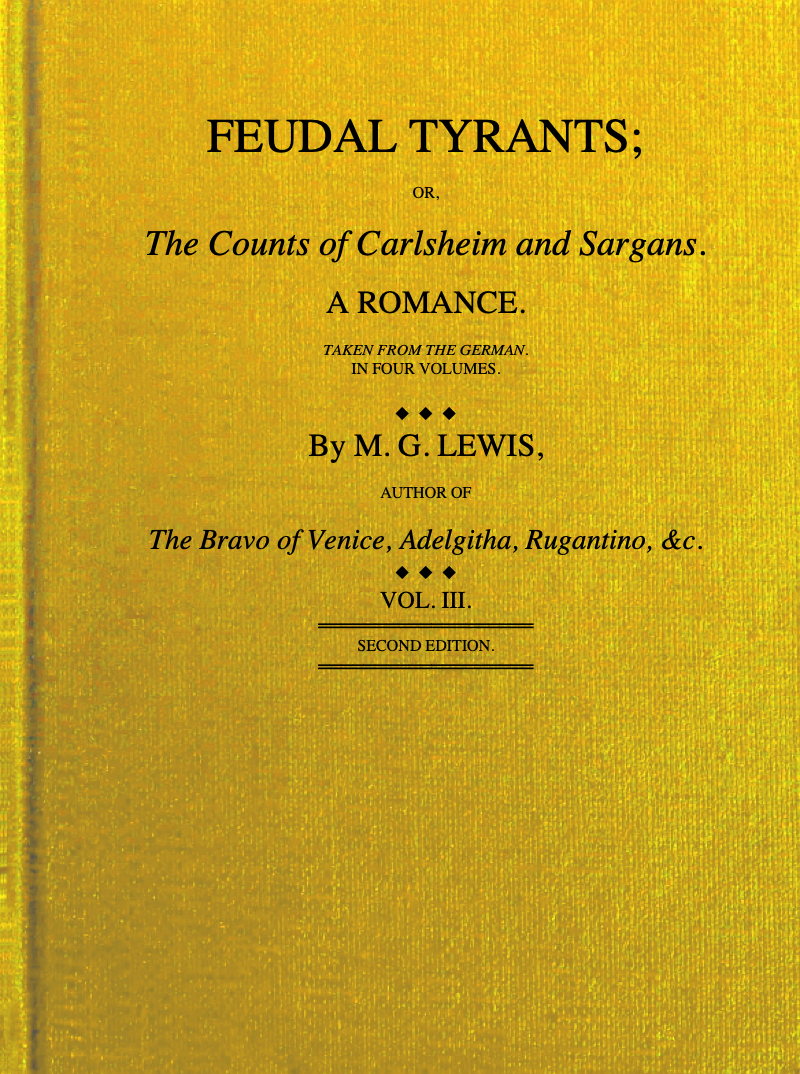 FEUDAL TYRANTS;
OR,
The Counts of Carlsheim and Sargans.
A ROMANCE.
TAKEN FROM THE GERMAN.
IN FOUR VOLUMES.
By M. G. LEWIS,
AUTHOR OF
The Bravo of Venice, Adelgitha, Rugantino, &c.
VOL. III.
SECOND EDITION.